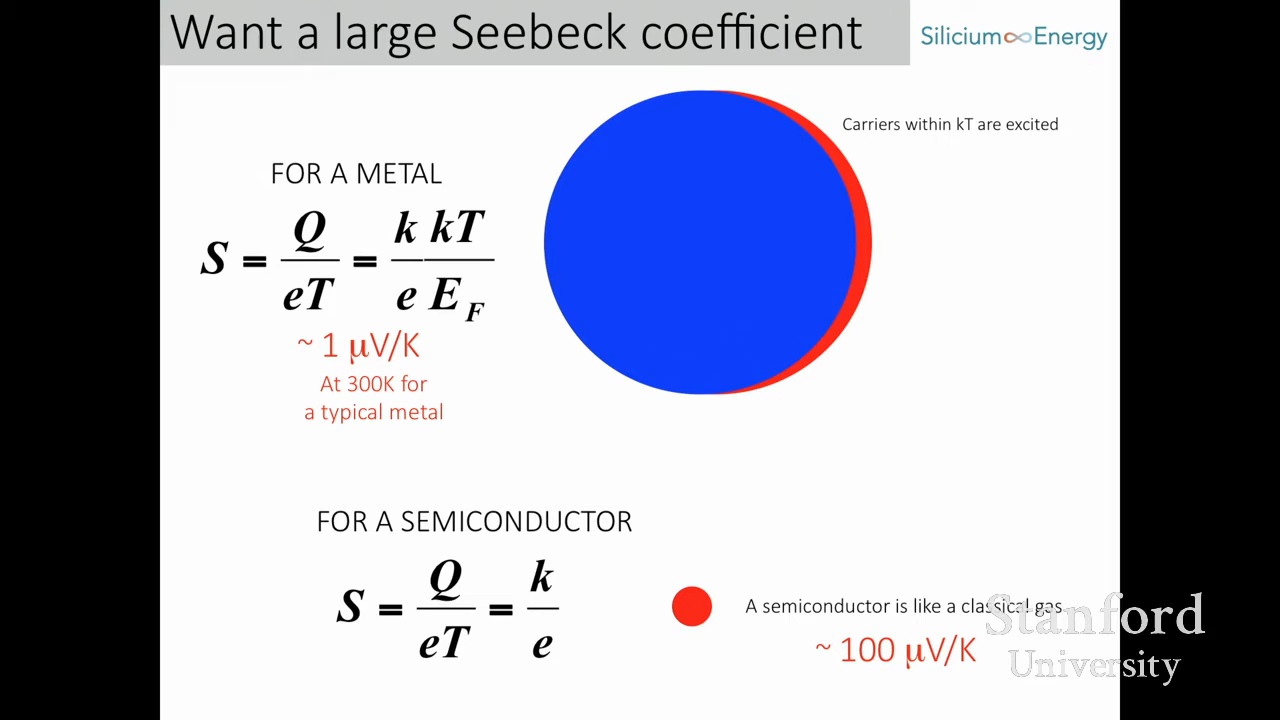 Want a large Seebeck coefficient
Silicium∞Energy
Carriers within kT are excited
FOR A METAL
S = Q/eT = k/e kT/E_F
~ 1 μV/K
At 300K for
a typical metal
FOR A SEMICONDUCTOR
S = Q/eT = k/e
A semiconductor is like a classical gas
~ 100 μV/K
Stanford
University